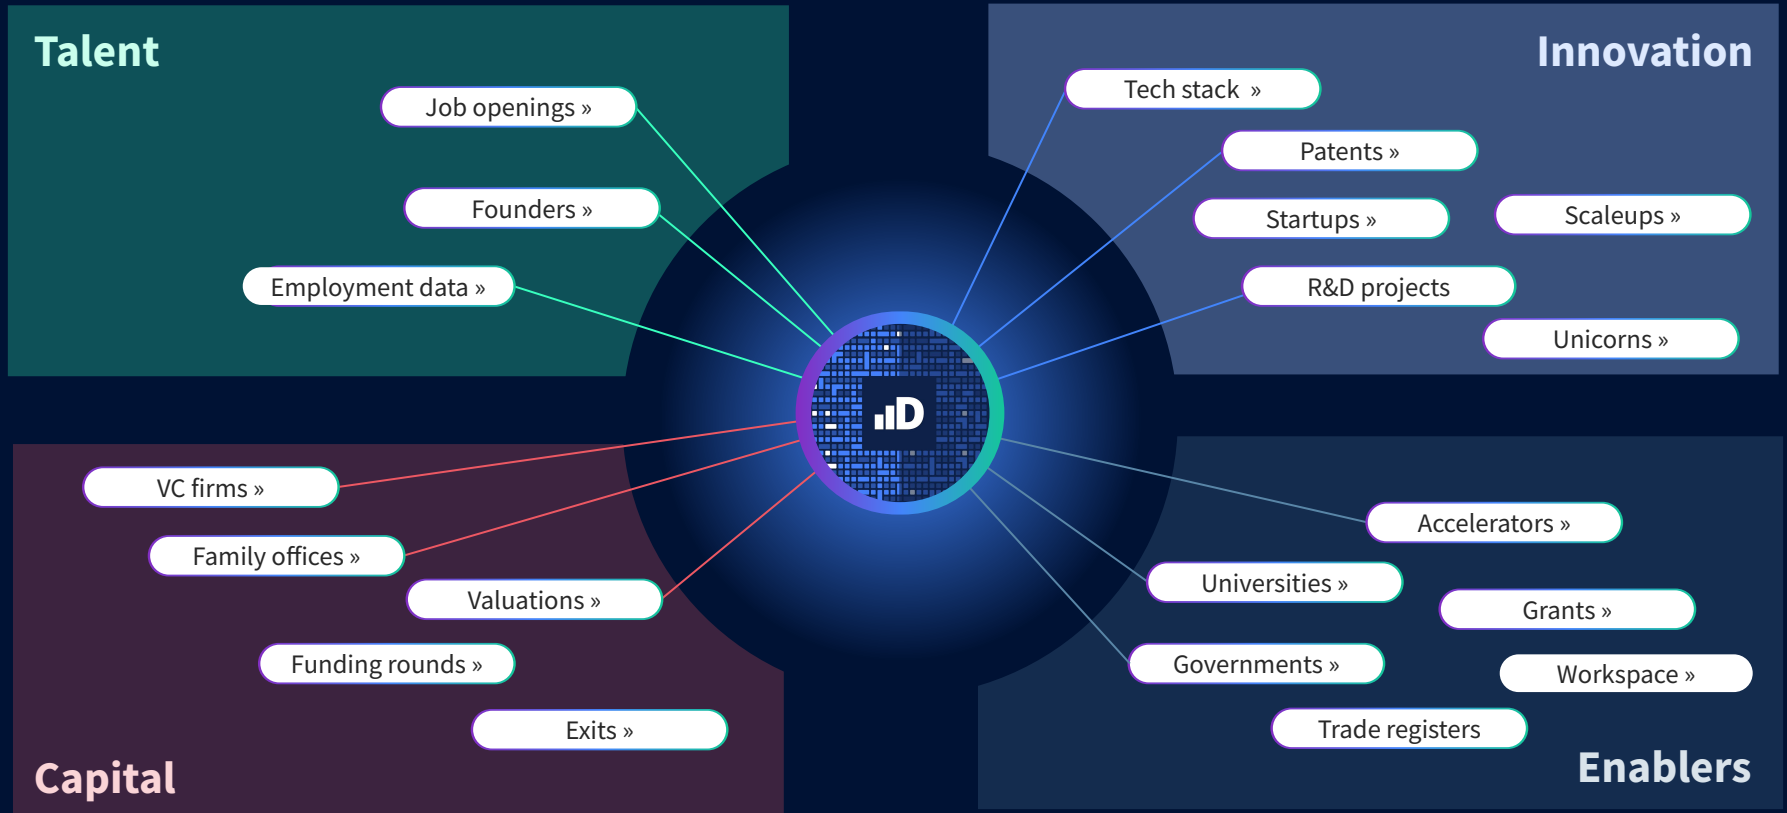 Talent
Job openings »
Founders »
Employment data »
Innovation
Tech stack »
Patents »
Startups »
Scaleups »
R&D projects
Unicorns »
D
VC firms »
Family offices »
Valuations »
Funding rounds »
Exits »
Capital
Accelerators »
Universities »
Grants »
Governments »
Workspace »
Trade registers
Enablers